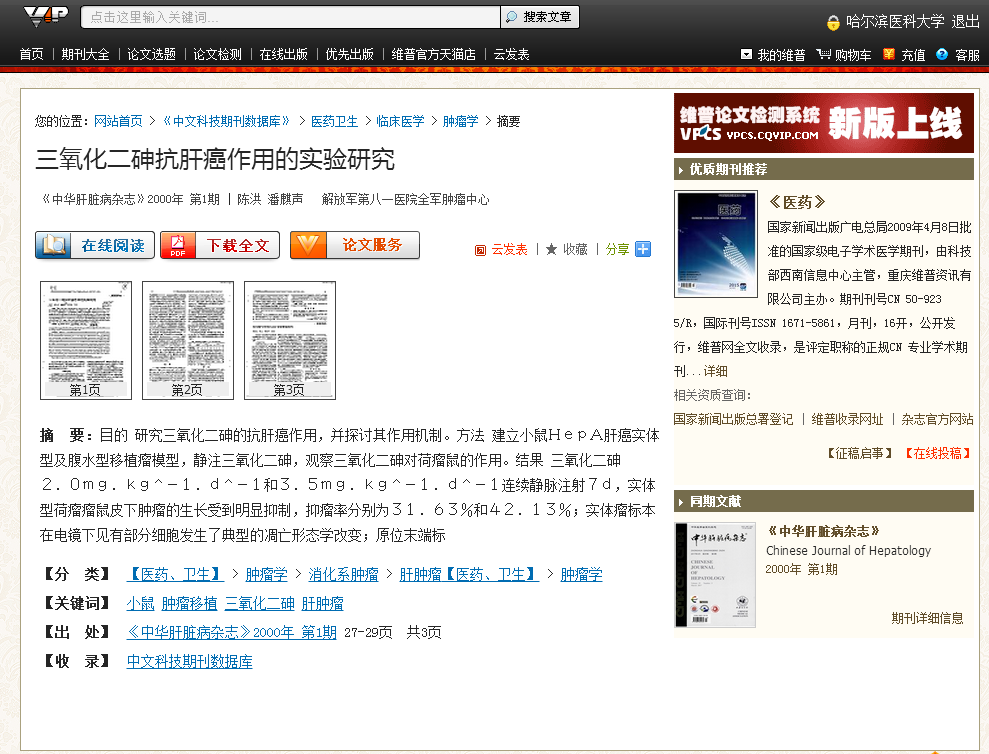 VIP
点击这里输入关键词...
搜索文章
哈尔滨医科大学 退出
首页 | 期刊大全 | 论文选题 | 论文检测 | 在线出版 | 优先出版 | 维普官方天猫店 | 云发表
我的维普 购物车 充值 客服
您的位置：网站首页 > 《中文科技期刊数据库》 > 医药卫生 > 临床医学 > 肿瘤学 > 摘要
三氧化二砷抗肝癌作用的实验研究
《中华肝脏病杂志》2000年 第1期 | 陈洪 潘麒声 解放军第八一医院全军肿瘤中心
在线阅读
PDF 下载全文
论文服务
云发表 | ★ 收藏 | 分享
第1页
第2页
第3页
摘 要：目的 研究三氧化二砷的抗肝癌作用，并探讨其作用机制。方法 建立小鼠ＨｅｐＡ肝癌实体
型及腹水型移植瘤模型，静注三氧化二砷，观察三氧化二砷对荷瘤鼠的作用。结果 三氧化二砷
２．０ｍｇ．ｋｇ＾－１．ｄ＾－１和３．５ｍｇ．ｋｇ＾－１．ｄ＾－１连续静脉注射７ｄ，实体
型荷瘤瘤鼠皮下肿瘤的生长受到明显抑制，抑瘤率分别为３１．６３％和４２．１３％；实体瘤标本
在电镜下见有部分细胞发生了典型的凋亡形态学改变；原位末端标
【分 类】 【医药、卫生】 > 肿瘤学 > 消化系肿瘤 > 肝肿瘤【医药、卫生】 > 肿瘤学
【关键词】 小鼠 肿瘤移植 三氧化二砷 肝肿瘤
【出 处】 《中华肝脏病杂志》2000年 第1期 27-29页 共3页
【收 录】 中文科技期刊数据库
维普论文检测系统
VPCS VPCS.CQVIP.COM
新版上线
优质期刊推荐
医药
《医药》
国家新闻出版广电总局2009年4月8日批
准的国家级电子学术医学期刊，由科技
部西南信息中心主管，重庆维普资讯有
限公司主办。期刊刊号CN 50-923
5/R，国际刊号ISSN 1671-5861，月刊，16开，公开发
行，维普网全文收录，是评定职称的正规CN 专业学术期
刊...详细
相关资质查询：
国家新闻出版总署登记 | 维普收录网址 | 杂志官方网站
【征稿启事】 【在线投稿】
同期文献
中华肝脏病杂志
CHINESE
JOURNAL
OF
HEPATOLOGY
《中华肝脏病杂志》
Chinese Journal of Hepatology
2000年 第1期
期刊详细信息